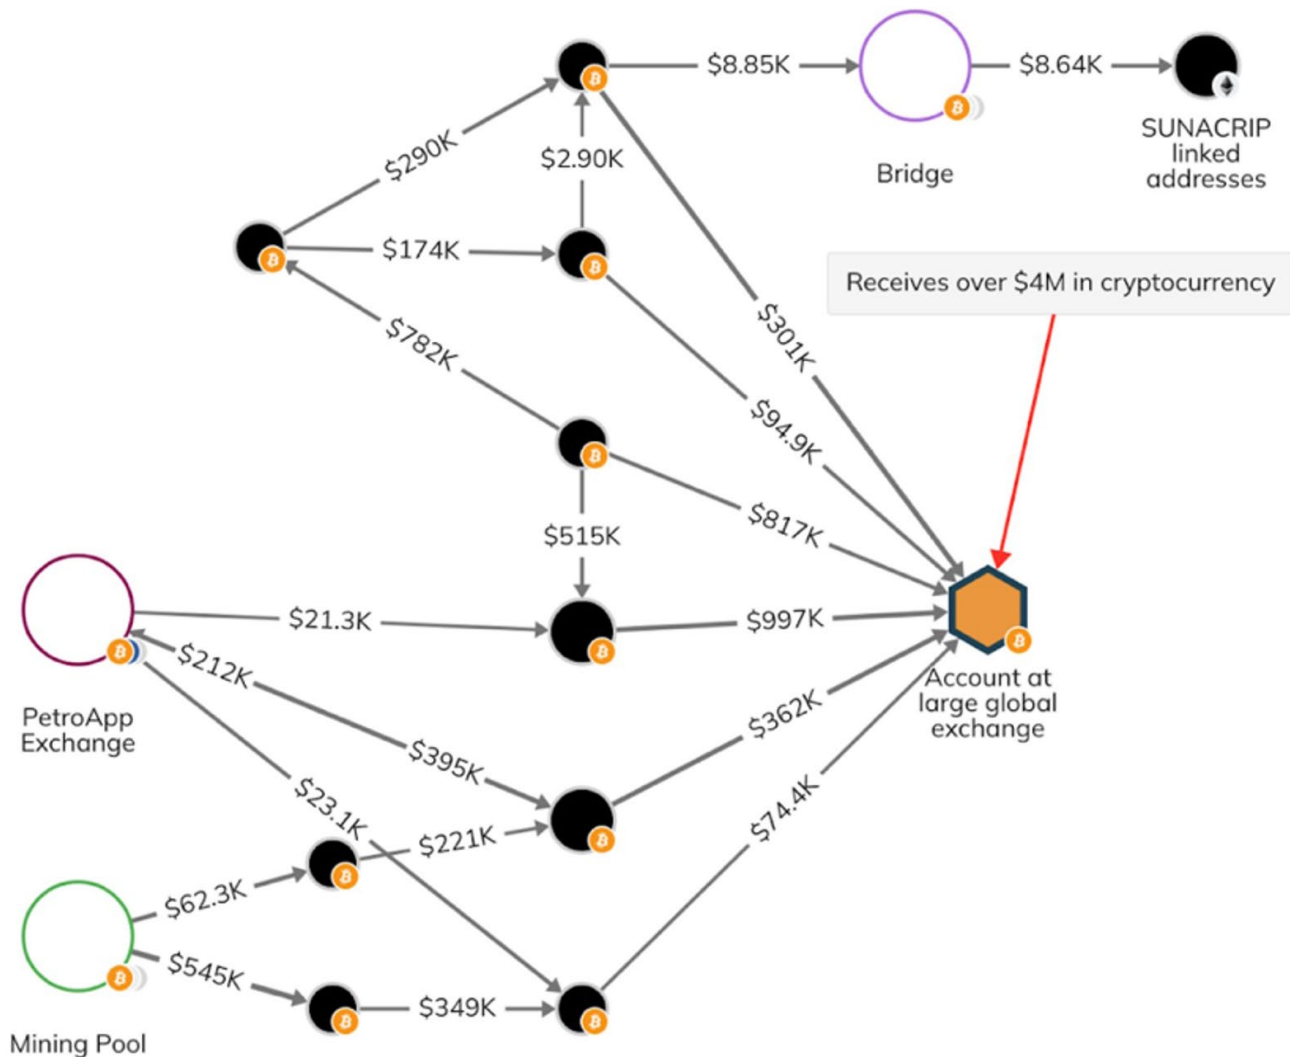 $8.85K
$8.64K
SUNACRIP
linked
addresses
Bridge
$290K
$2.90K
$174K
Receives over $4M in cryptocurrency
$782K
$301K
$94.9K
$817K
$515K
$21.3K
$997K
$212K
Account at
large global
exchange
PetroApp
Exchange
$395K
$362K
$23.1K
$221K
$74.4K
$62.3K
$545K
$349K
Mining Pool